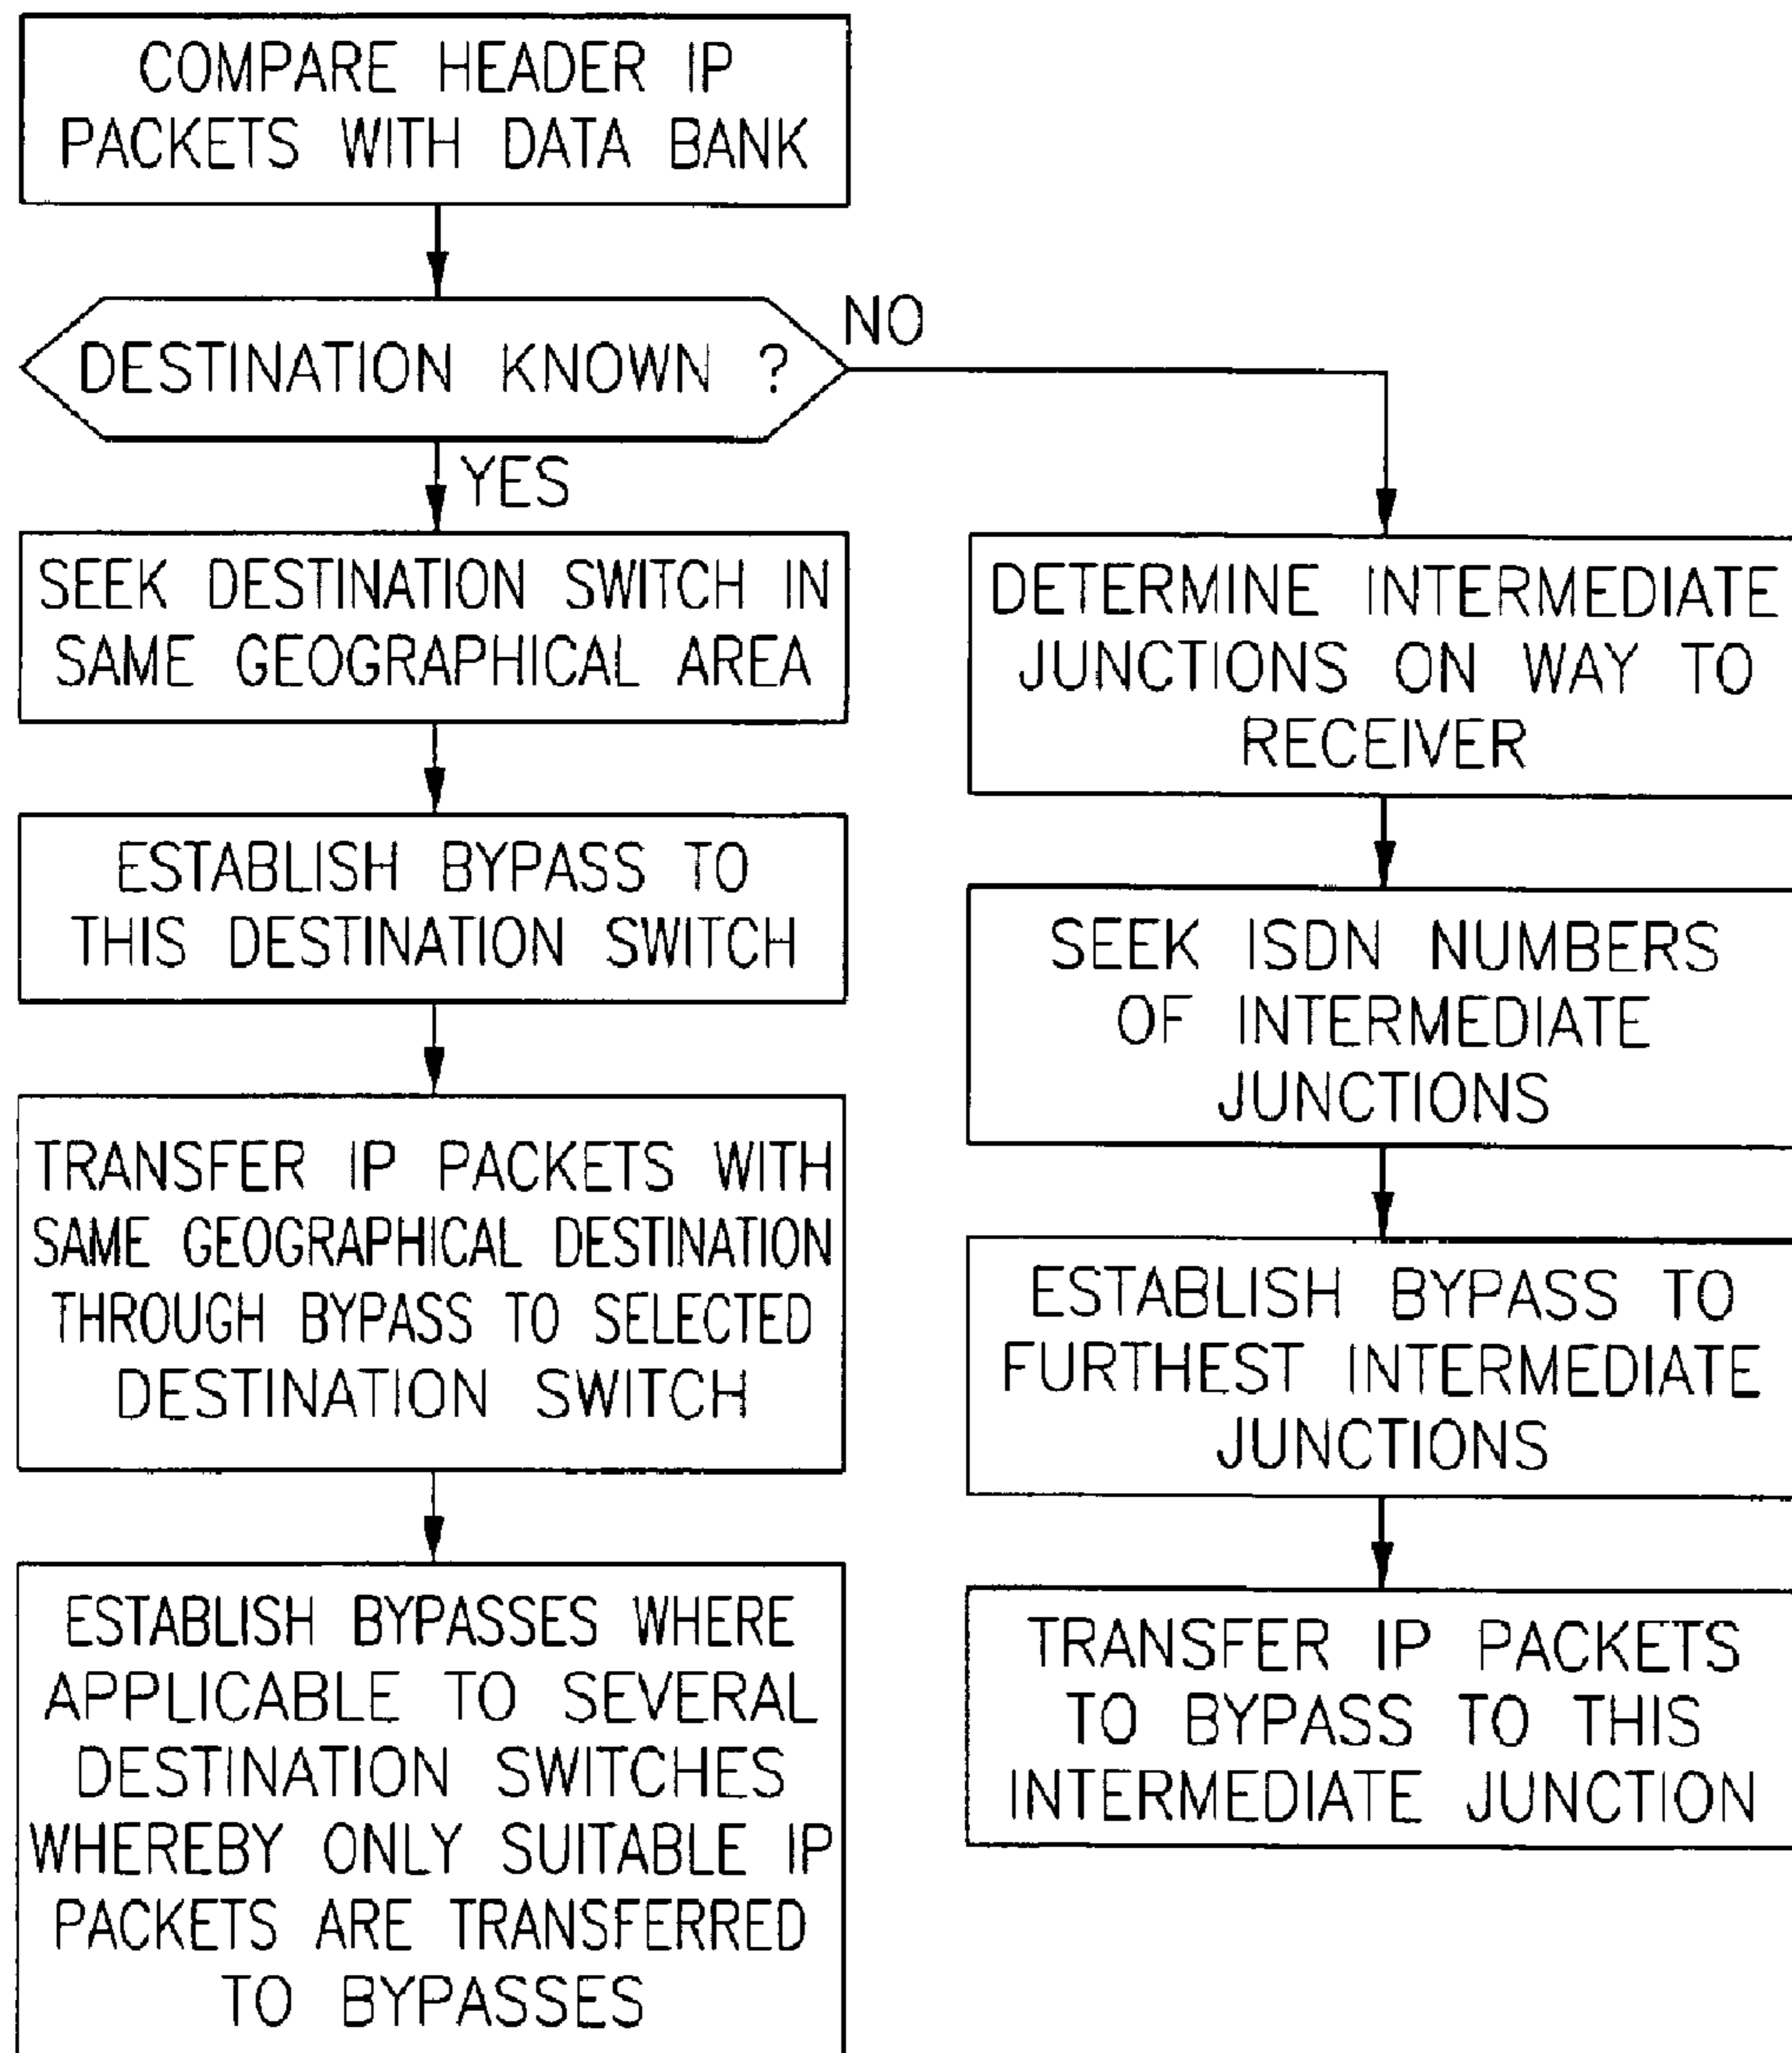 COMPARE HEADER IP
PACKETS WITH DATA BANK
DESTINATION KNOWN ?
NO
YES
SEEK DESTINATION SWITCH IN
SAME GEOGRAPHICAL AREA
ESTABLISH BYPASS TO
THIS DESTINATION SWITCH
TRANSFER IP PACKETS WITH
SAME GEOGRAPHICAL DESTINATION
THROUGH BYPASS TO SELECTED
DESTINATION SWITCH
ESTABLISH BYPASSES WHERE
APPLICABLE TO SEVERAL
DESTINATION SWITCHES
WHEREBY ONLY SUITABLE IP
PACKETS ARE TRANSFERRED
TO BYPASSES
DETERMINE INTERMEDIATE
JUNCTIONS ON WAY TO
RECEIVER
SEEK ISDN NUMBERS
OF INTERMEDIATE
JUNCTIONS
ESTABLISH BYPASS TO
FURTHEST INTERMEDIATE
JUNCTIONS
TRANSFER IP PACKETS
TO BYPASS TO THIS
INTERMEDIATE JUNCTION